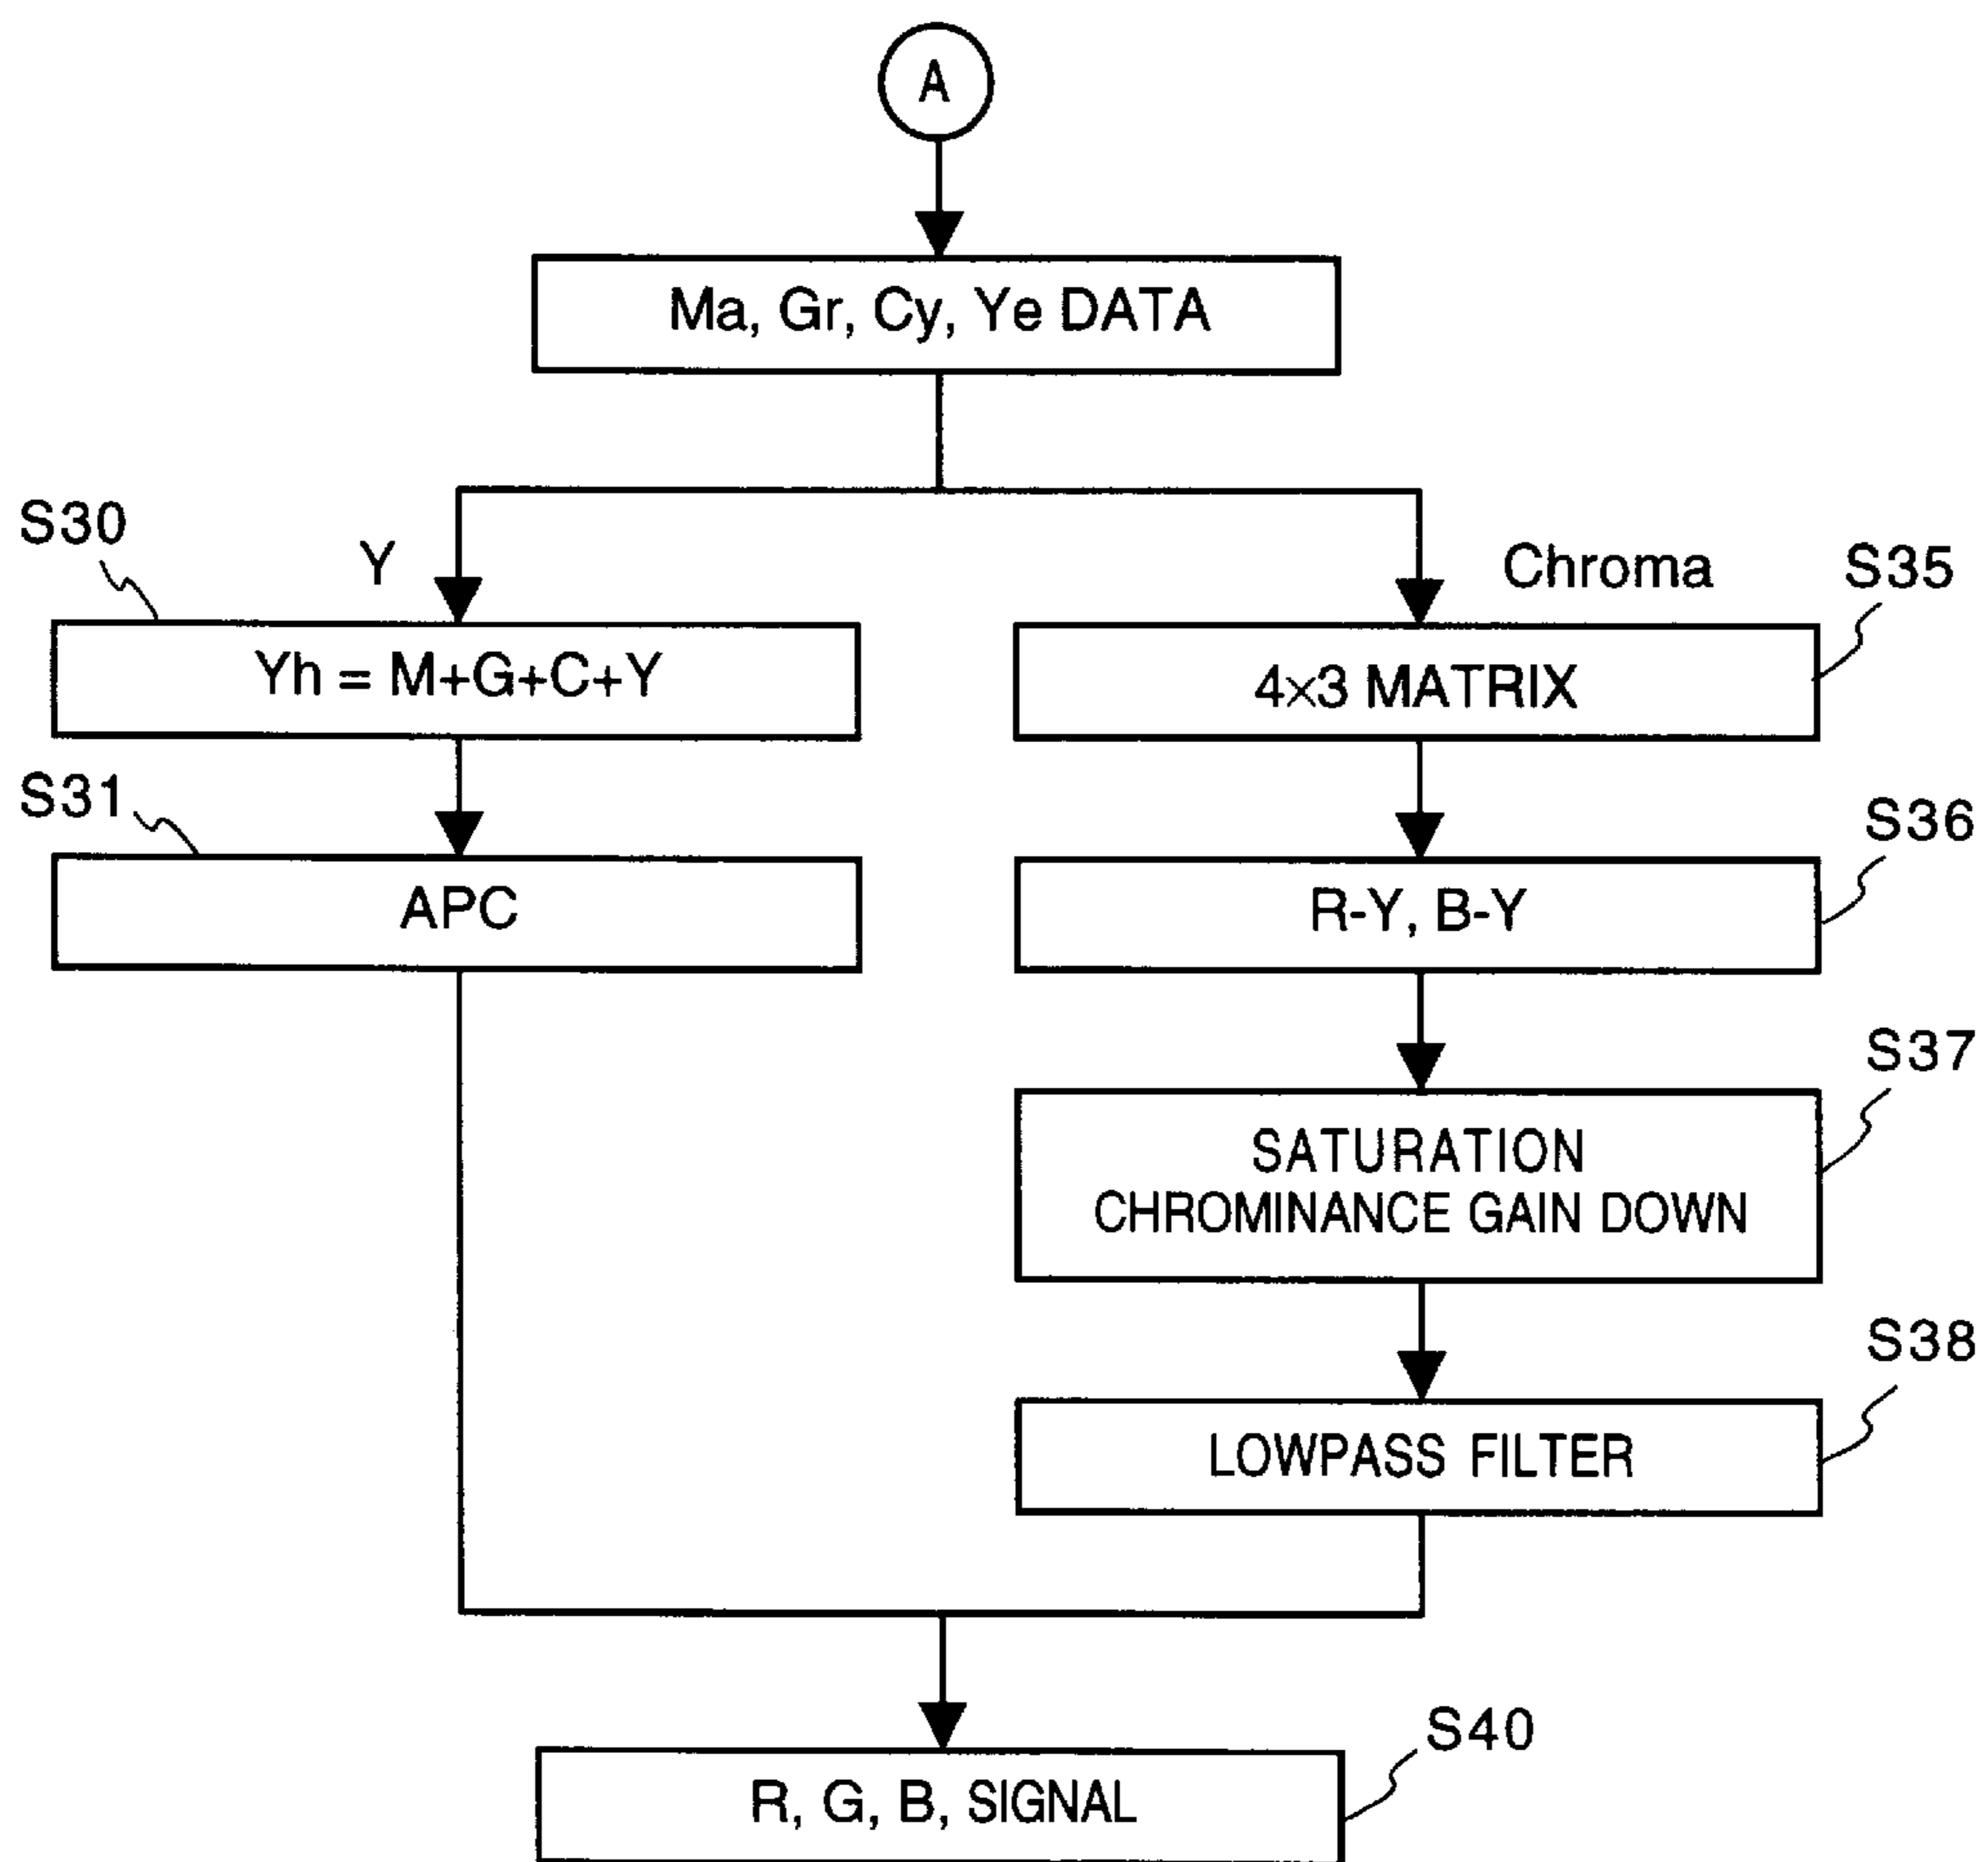 A
Ma, Gr, Cy, Ye DATA
S30
Y
Chroma
S35
Yh = M+G+C+Y
4×3 MATRIX
S31
S36
APC
R-Y, B-Y
S37
SATURATION
CHROMINANCE GAIN DOWN
S38
LOWPASS FILTER
S40
R, G, B, SIGNAL